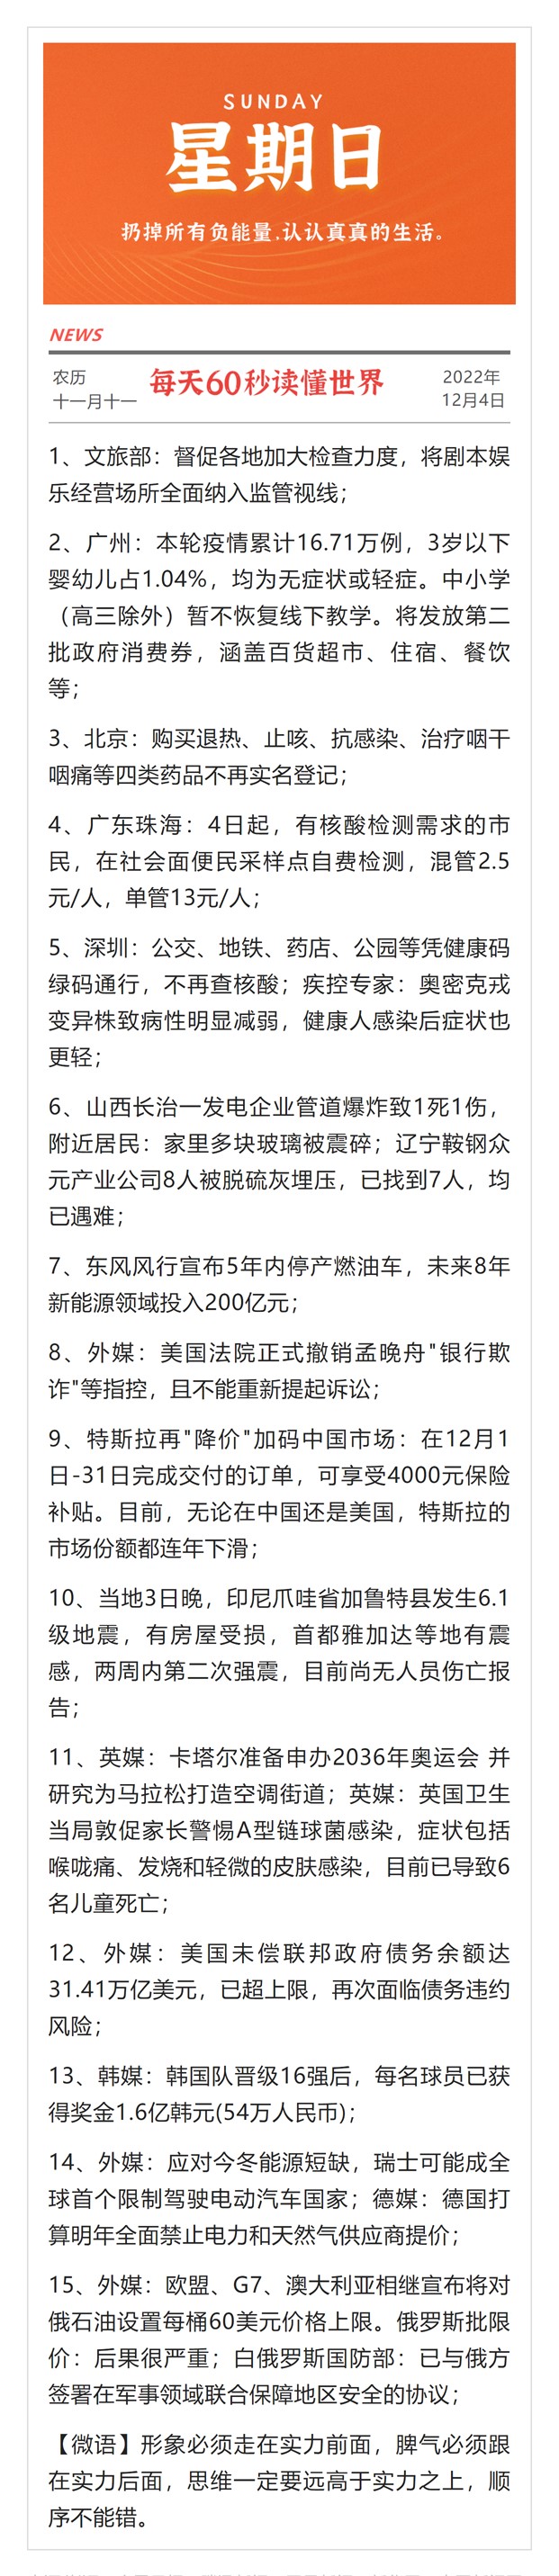 SUNDAY
星期日
扔掉所有负能量,认认真真的生活。
NEWS
农历
十一月十一
每天60秒读懂世界
2022年
12月4日
1、文旅部：督促各地加大检查力度，将剧本娱
乐经营场所全面纳入监管视线；
2、广州：本轮疫情累计16.71万例，3岁以下
婴幼儿占1.04%，均为无症状或轻症。中小学
（高三除外）暂不恢复线下教学。将发放第二
批政府消费券，涵盖百货超市、住宿、餐饮
等；
3、北京：购买退热、止咳、抗感染、治疗咽干
咽痛等四类药品不再实名登记；
4、广东珠海：4日起，有核酸检测需求的市
民，在社会面便民采样点自费检测，混管2.5
元/人，单管13元/人；
5、深圳：公交、地铁、药店、公园等凭健康码
绿码通行，不再查核酸；疾控专家：奥密克戎
变异株致病性明显减弱，健康人感染后症状也
更轻；
6、山西长治一发电企业管道爆炸致1死1伤，
附近居民：家里多块玻璃被震碎；辽宁鞍钢众
元产业公司8人被脱硫灰埋压，已找到7人，均
已遇难；
7、东风风行宣布5年内停产燃油车，未来8年
新能源领域投入200亿元；
8、外媒：美国法院正式撤销孟晚舟"银行欺
诈"等指控，且不能重新提起诉讼；
9、特斯拉再"降价"加码中国市场：在12月1
日-31日完成交付的订单，可享受4000元保险
补贴。目前，无论在中国还是美国，特斯拉的
市场份额都连年下滑；
10、当地3日晚，印尼爪哇省加鲁特县发生6.1
级地震，有房屋受损，首都雅加达等地有震
感，两周内第二次强震，目前尚无人员伤亡报
告；
11、英媒：卡塔尔准备申办2036年奥运会 并
研究为马拉松打造空调街道；英媒：英国卫生
当局敦促家长警惕A型链球菌感染，症状包括
喉咙痛、发烧和轻微的皮肤感染，目前已导致6
名儿童死亡；
12、外媒：美国未偿联邦政府债务余额达
31.41万亿美元，已超上限，再次面临债务违约
风险；
13、韩媒：韩国队晋级16强后，每名球员已获
得奖金1.6亿韩元(54万人民币)；
14、外媒：应对今冬能源短缺，瑞士可能成全
球首个限制驾驶电动汽车国家；德媒：德国打
算明年全面禁止电力和天然气供应商提价；
15、外媒：欧盟、G7、澳大利亚相继宣布将对
俄石油设置每桶60美元价格上限。俄罗斯批限
价：后果很严重；白俄罗斯国防部：已与俄方
签署在军事领域联合保障地区安全的协议；
【微语】形象必须走在实力前面，脾气必须跟
在实力后面，思维一定要远高于实力之上，顺
序不能错。